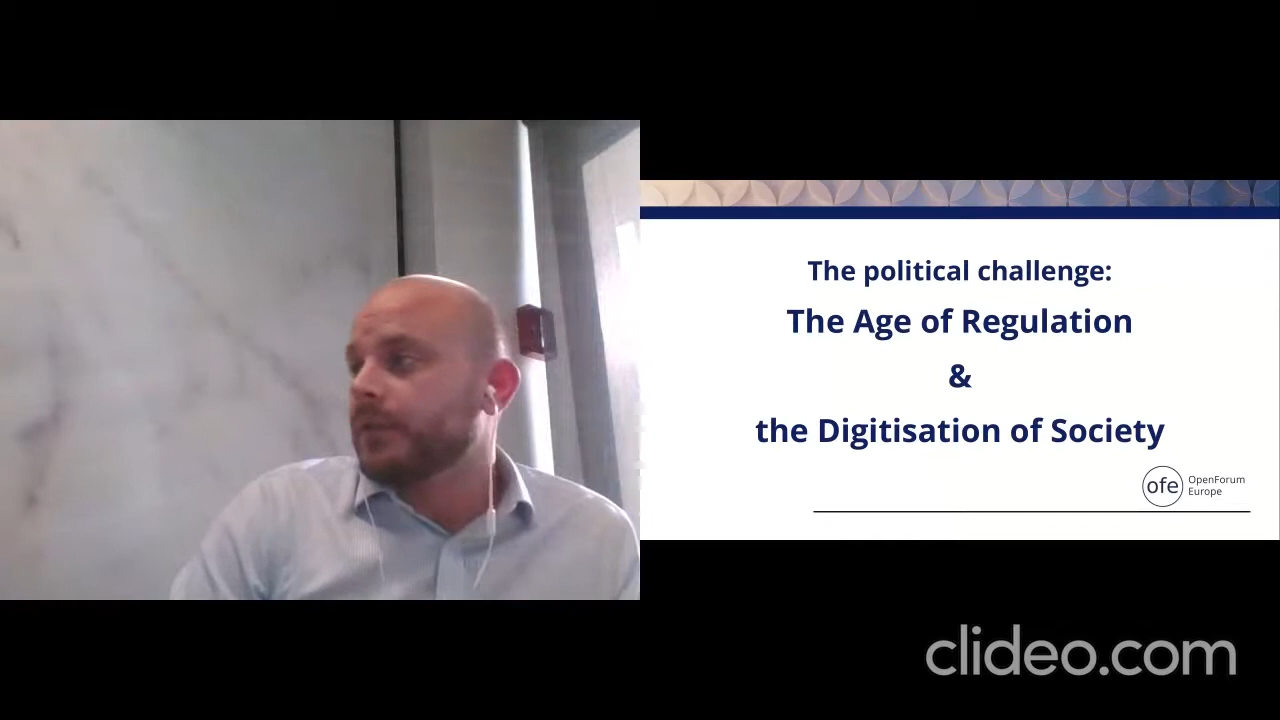 The political challenge:
The Age of Regulation
&
the Digitisation of Society
ofe
OpenForum
Europe
clideo.com